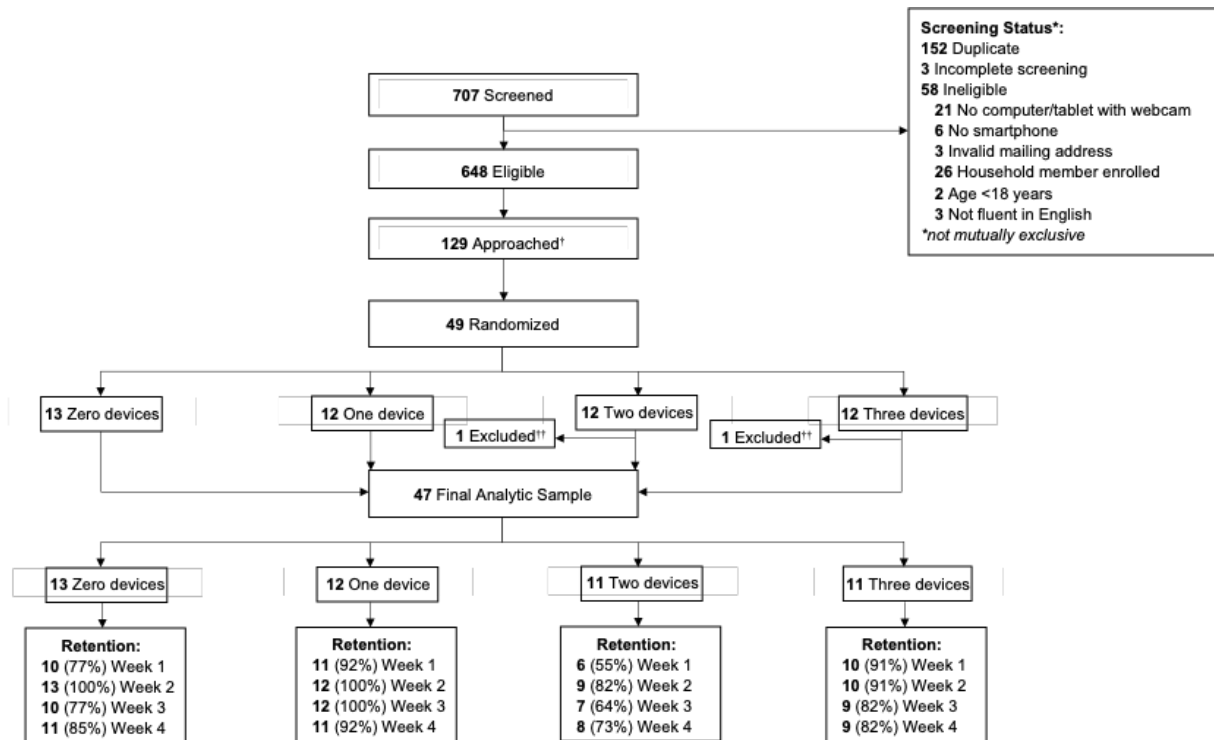 Screening Status*:
152 Duplicate
3 Incomplete screening
58 Ineligible
21 No computer/tablet with webcam
6 No smartphone
3 Invalid mailing address
26 Household member enrolled
2 Age <18 years
3 Not fluent in English
*not mutually exclusive
707 Screened
648 Eligible
129 Approached†
49 Randomized
13 Zero devices
12 One device
12 Two devices
12 Three devices
1 Excluded††
1 Excluded††
47 Final Analytic Sample
13 Zero devices
12 One device
11 Two devices
11 Three devices
Retention:
10 (77%) Week 1
13 (100%) Week 2
10 (77%) Week 3
11 (85%) Week 4
Retention:
11 (92%) Week 1
12 (100%) Week 2
12 (100%) Week 3
11 (92%) Week 4
Retention:
6 (55%) Week 1
9 (82%) Week 2
7 (64%) Week 3
8 (73%) Week 4
Retention:
10 (91%) Week 1
10 (91%) Week 2
9 (82%) Week 3
9 (82%) Week 4